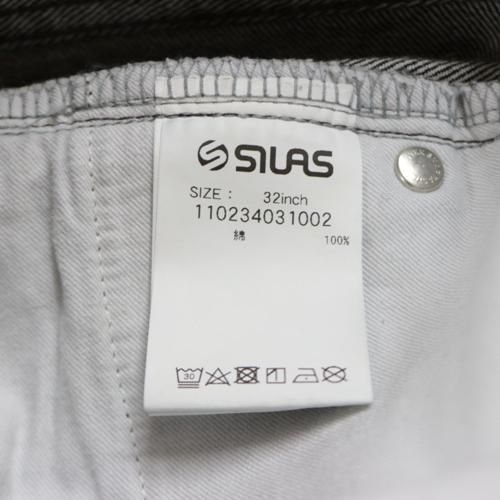 SILAS
SIZE : 32inch
110234031002
綿 100%
30